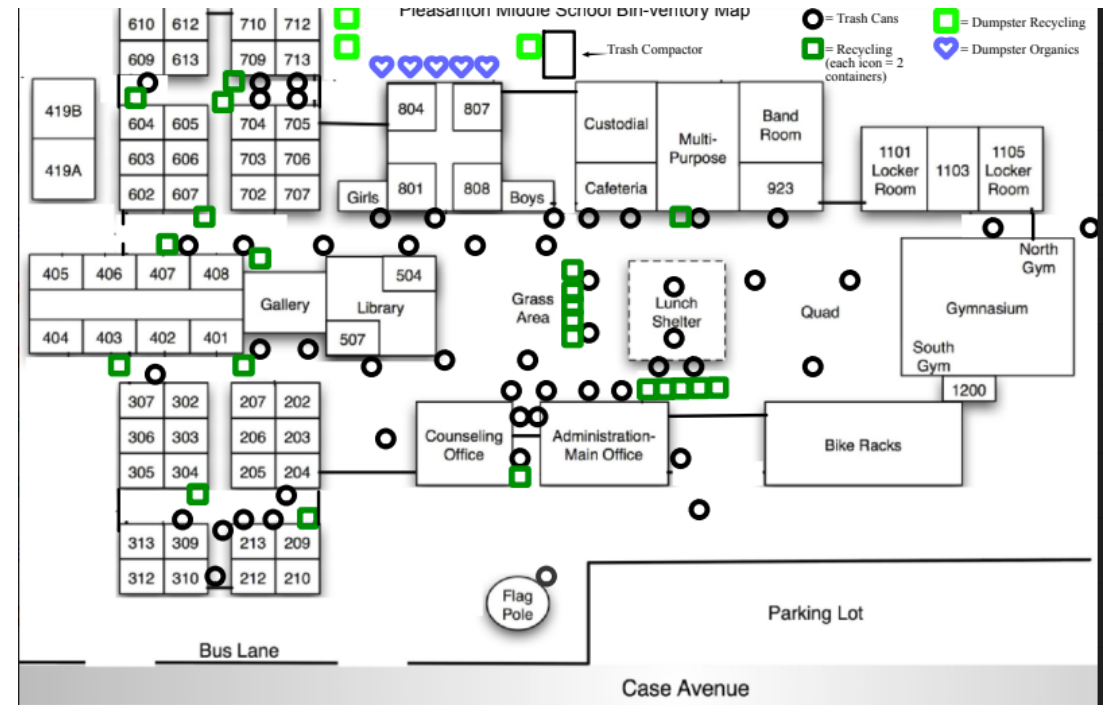 Pleasanton Middle School Bin-ventory Map
= Trash Cans
= Recycling
(each icon = 2
containers)
= Dumpster Recycling
= Dumpster Organics
Trash Compactor
610 612 710 712
609 613 709 713
419B
419A
604 605 704 705
603 606 703 706
602 607 702 707
804 807
801 808
Girls
Boys
Custodial
Cafeteria
Multi-
Purpose
Band
Room
923
1101
Locker
Room
1103
1105
Locker
Room
405 406 407 408
404 403 402 401
Gallery
504
Library
507
Grass
Area
Lunch
Shelter
Quad
North
Gym
Gymnasium
South
Gym
1200
307 302 207 202
306 303 206 203
305 304 205 204
Counseling
Office
Administration-
Main Office
Bike Racks
313 309 213 209
312 310 212 210
Flag
Pole
Parking Lot
Bus Lane
Case Avenue